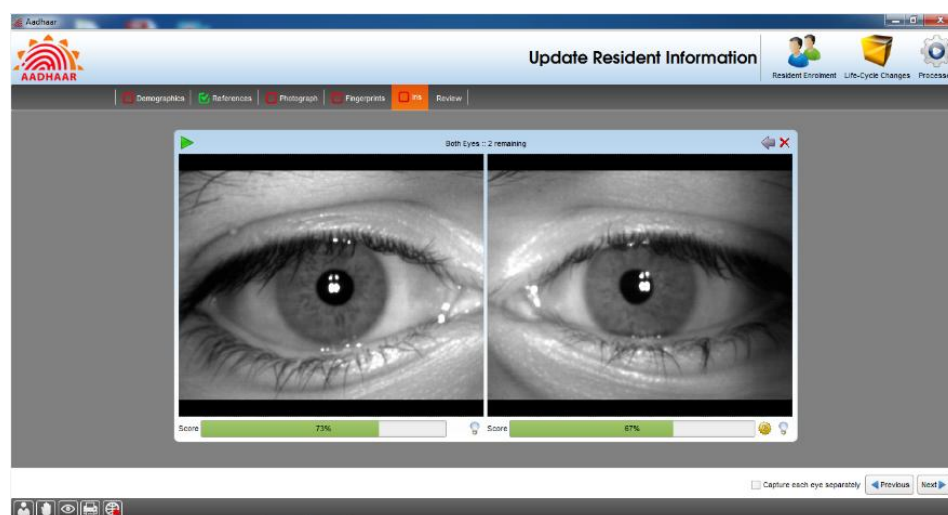 Aadhaar
AADHAAR
Update Resident Information
Resident Enrolment
Life-Cycle Changes
Demographics
References
Photograph
Fingerprints
Iris
Review
Both Eyes :: 2 remaining
Score 73%
Score 67%
Capture each eye separately
Previous
Next